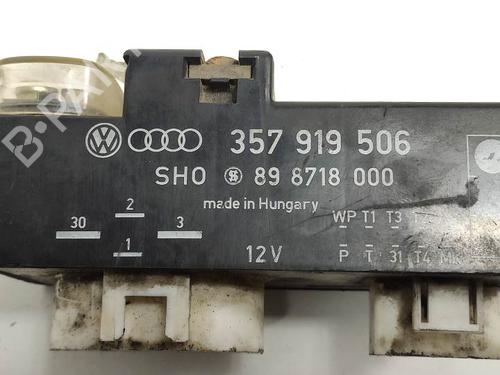 B-PARTS
357 919 506
SHO 89 8718 000
made in Hungary
WP T1 T3
30 2 3
1
12V
P T 31 T4